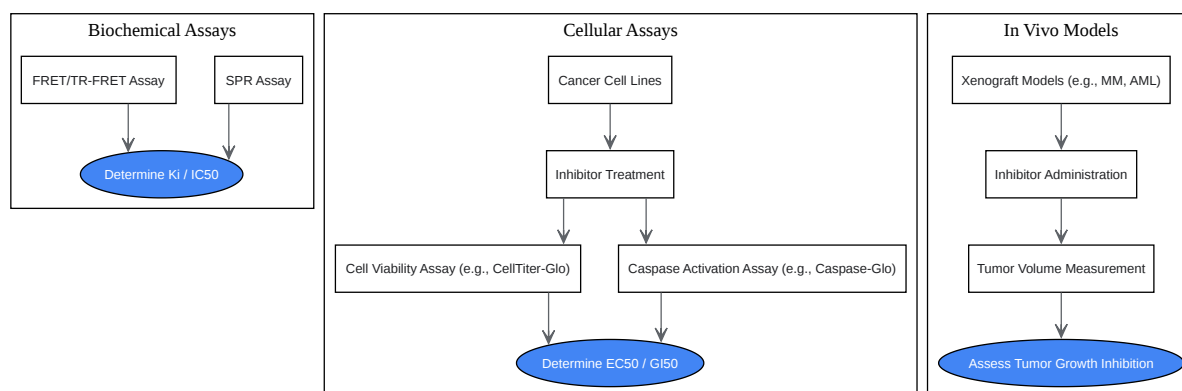 Biochemical Assays
FRET/TR-FRET Assay
SPR Assay
Determine Ki / IC50
Cellular Assays
Cancer Cell Lines
Inhibitor Treatment
Cell Viability Assay (e.g., CellTiter-Glo)
Caspase Activation Assay (e.g., Caspase-Glo)
Determine EC50 / GI50
In Vivo Models
Xenograft Models (e.g., MM, AML)
Inhibitor Administration
Tumor Volume Measurement
Assess Tumor Growth Inhibition